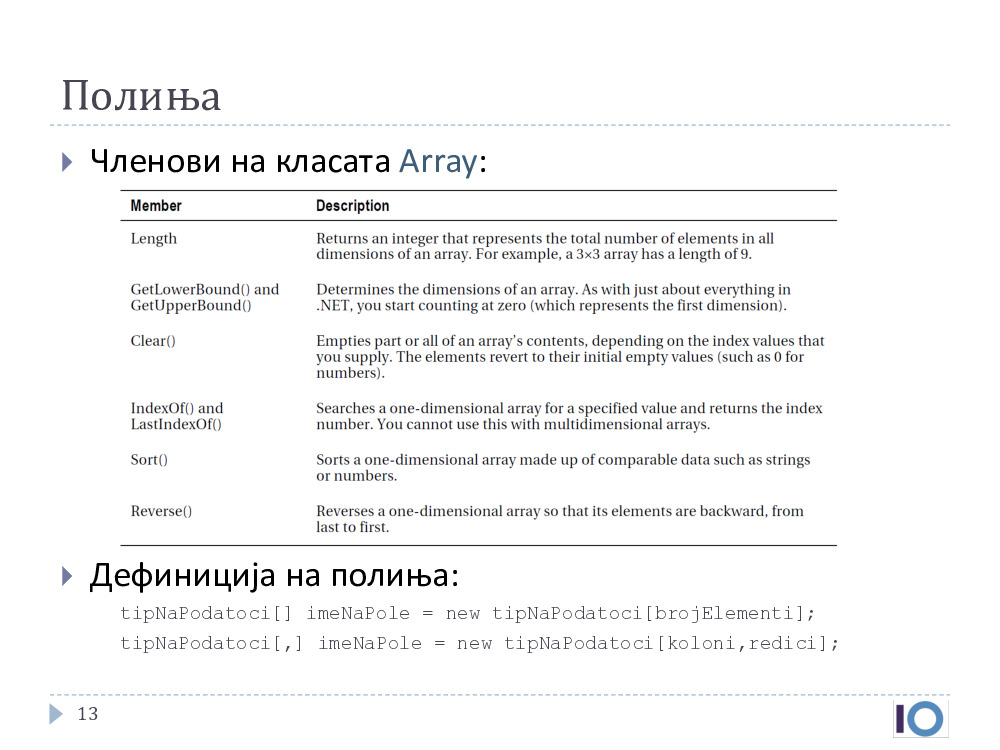 Полиња
Членови на класата Array:
Member Description
Length Returns an integer that represents the total number of elements in all
dimensions of an array. For example, a 3×3 array has a length of 9.
GetLowerBound() and Determines the dimensions of an array. As with just about everything in
GetUpperBound() .NET, you start counting at zero (which represents the first dimension).
Clear() Empties part or all of an array’s contents, depending on the index values that
you supply. The elements revert to their initial empty values (such as 0 for
numbers).
IndexOf() and Searches a one-dimensional array for a specified value and returns the index
LastIndexOf() number. You cannot use this with multidimensional arrays.
Sort() Sorts a one-dimensional array made up of comparable data such as strings
or numbers.
Reverse() Reverses a one-dimensional array so that its elements are backward, from
last to first.
Дефиниција на полиња:
tipNaPodatoci[] imeNaPole = new tipNaPodatoci[brojElementi];
tipNaPodatoci[,] imeNaPole = new tipNaPodatoci[koloni,redici];
13
IO